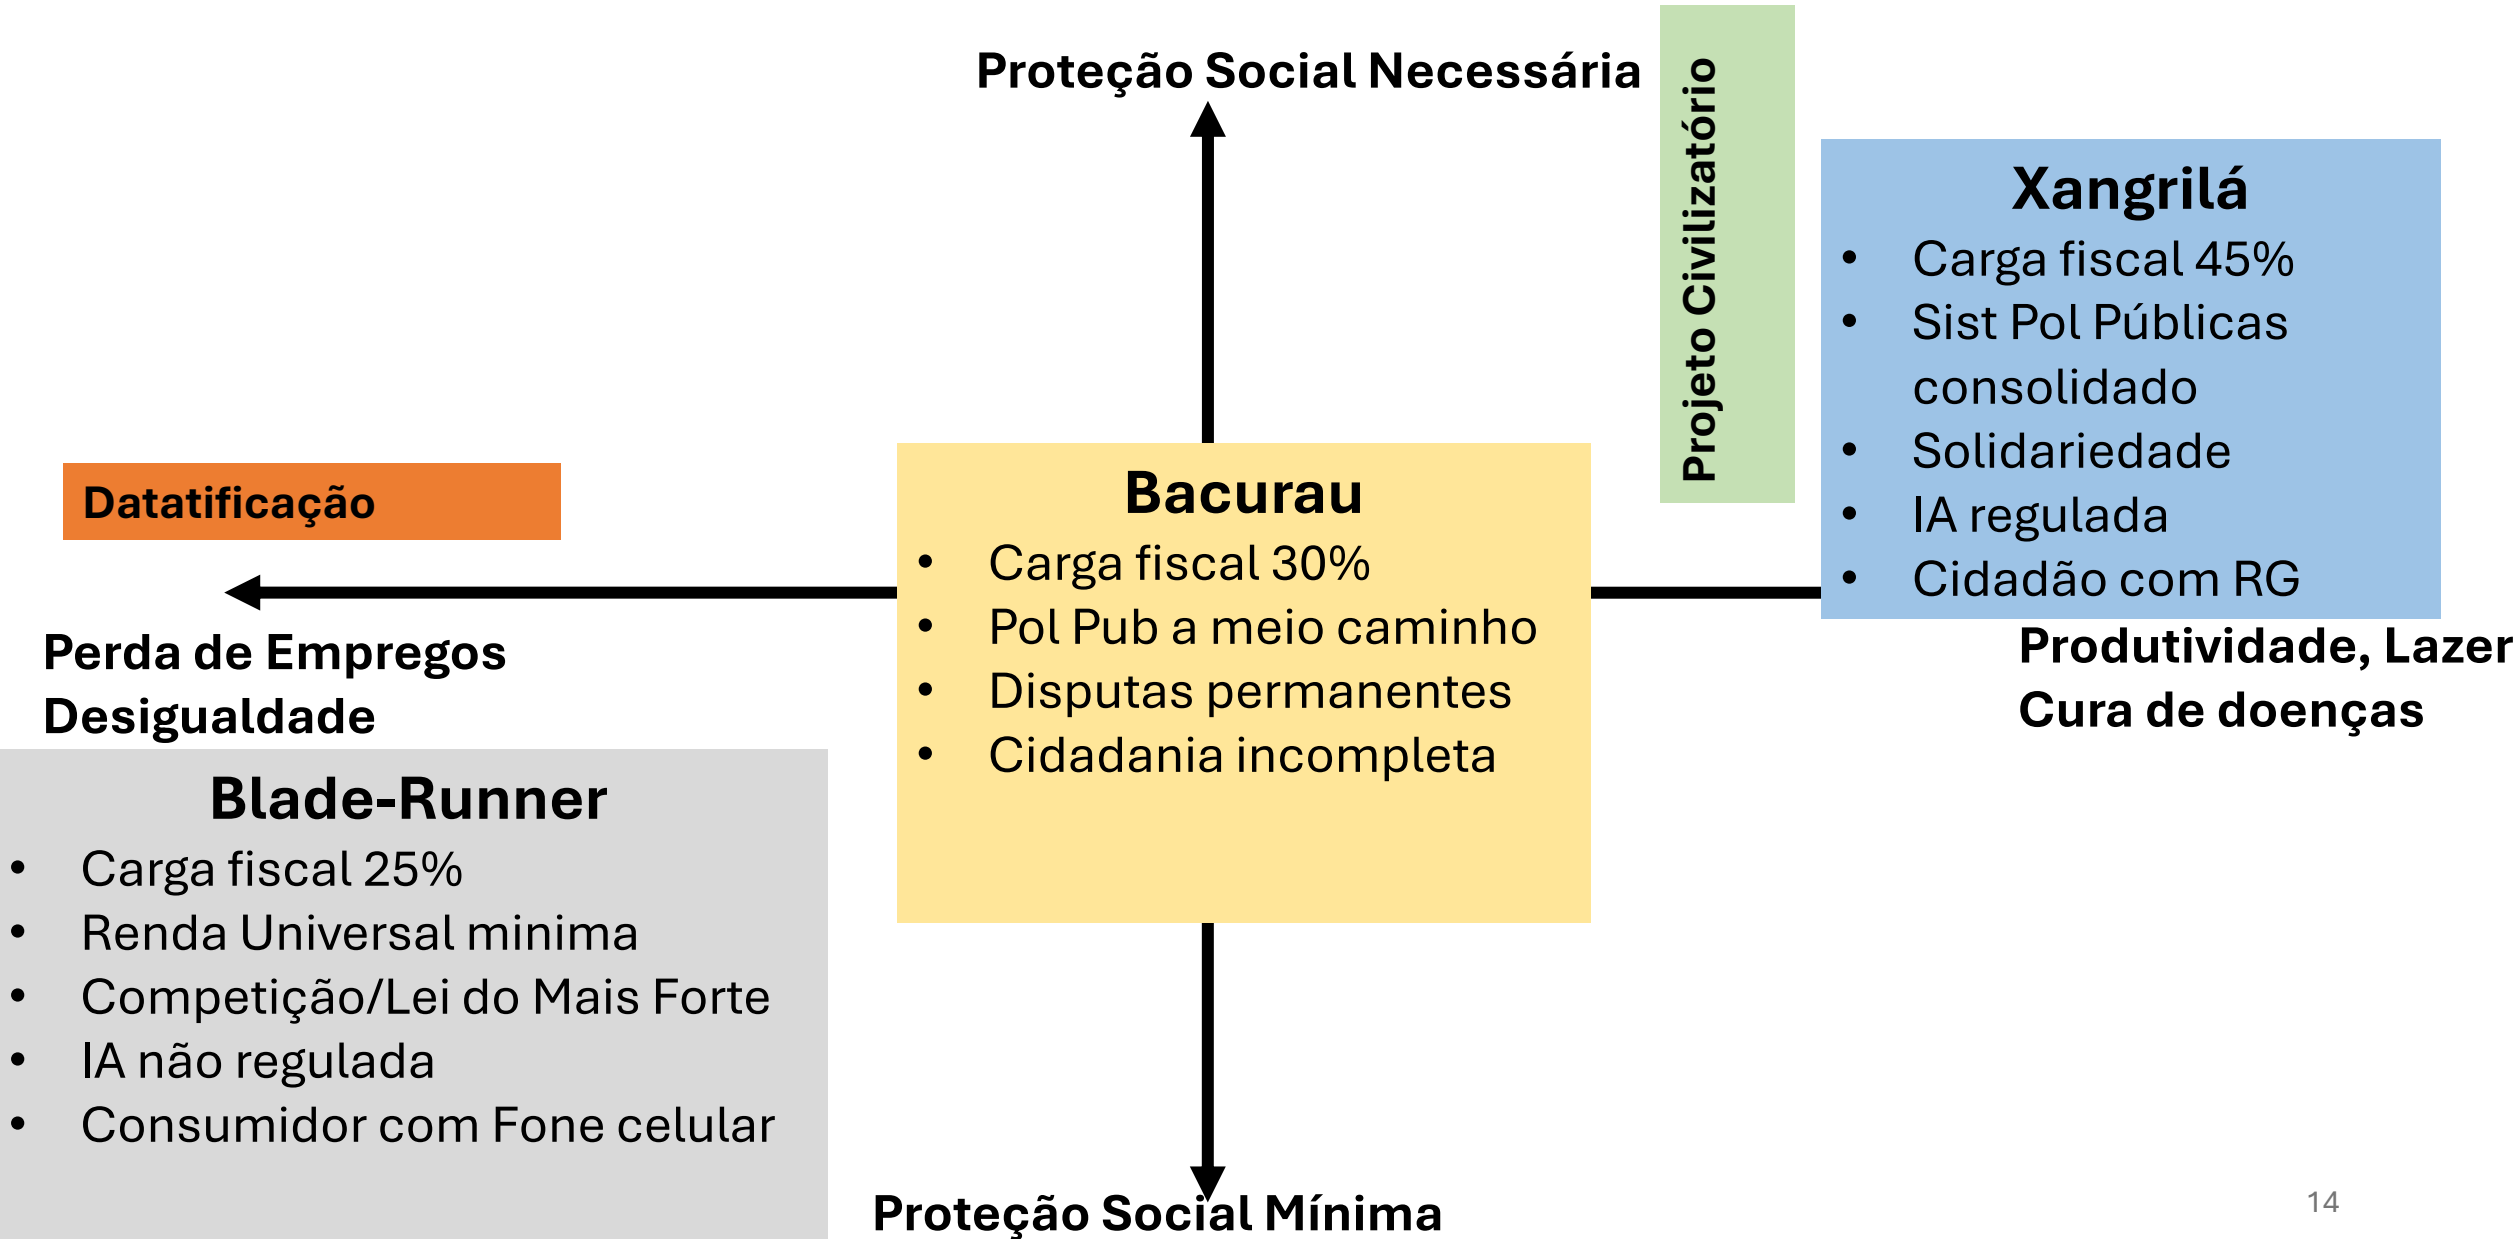 Proteção Social Necessária
Projeto Civilizatório
Xangrilá
• Carga fiscal 45%
• Sist Pol Públicas
consolidado
• Solidariedade
• IA regulada
• Cidadão com RG
Datatificação
Bacurau
• Carga fiscal 30%
• Pol Pub a meio caminho
• Disputas permanentes
• Cidadania incompleta
Perda de Empregos
Desigualdade
Produtividade, Lazer
Cura de doenças
Blade-Runner
• Carga fiscal 25%
• Renda Universal minima
• Competição/Lei do Mais Forte
• IA não regulada
• Consumidor com Fone celular
Proteção Social Mínima
14